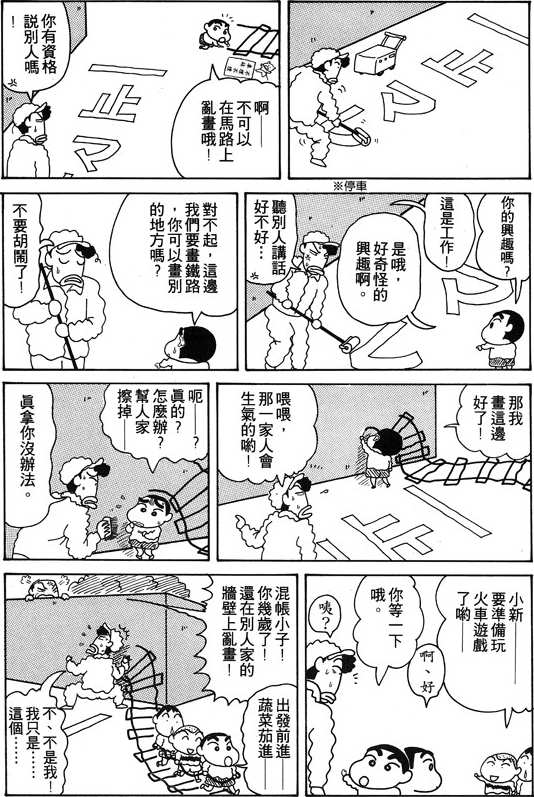 止マ
※停車
啊——
不可以
在馬路上
亂畫哦！
你有資格
說別人嗎
！
止マ
你的興趣嗎？
這是工作！
是哦，
好奇怪的
興趣啊。
聽別人講話
好不好…
マ
對不起，這邊
我們要畫鐵路
，你可以畫別
的地方嗎？
不要胡鬧了！
那我
畫這邊
好了！
喂喂，
那一家人會
生氣的喲！
止
呃——？
真的？
怎麼辦？
幫人家
擦掉——
真拿你沒辦法。
小新——
要準備玩
火車遊戲
了喲——
啊、好
你等一下
哦。
咦？
出發前進——
蔬菜茄進——
混帳小子！
你幾歲了！
還在別人家的
牆壁上亂畫！
不、不是我！
我只是……
這個……